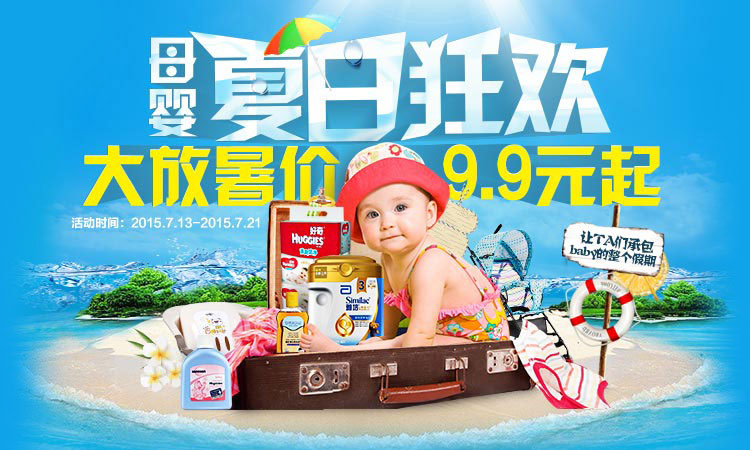 母婴
夏日狂欢
大放暑价 9.9元起
活动时间：2015.7.13-2015.7.21
好奇
HUGGIES
3
Similac
让TA们承包
baby的整个假期